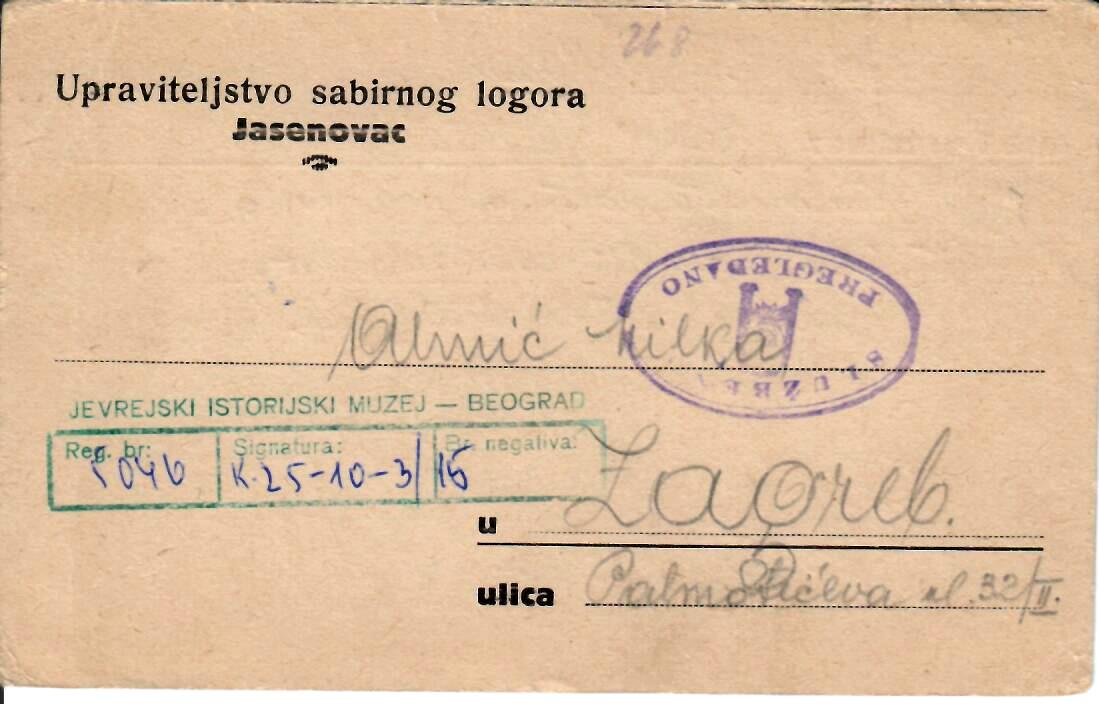 268
Upraviteljstvo sabirnog logora
Jasenovac
PREGLEDANO
SLUŽBA
Milka
JEVREJSKI ISTORIJSKI MUZEJ — BEOGRAD
Reg. br: 5046 Signatura: K.25-10-3/15 Br. negativa:
u Zagreb.
ulica Palmotićeva ul. 32/II.